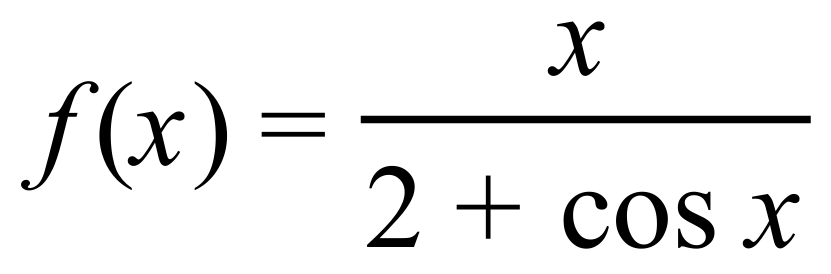 f(x) = x / (2 + cos x)